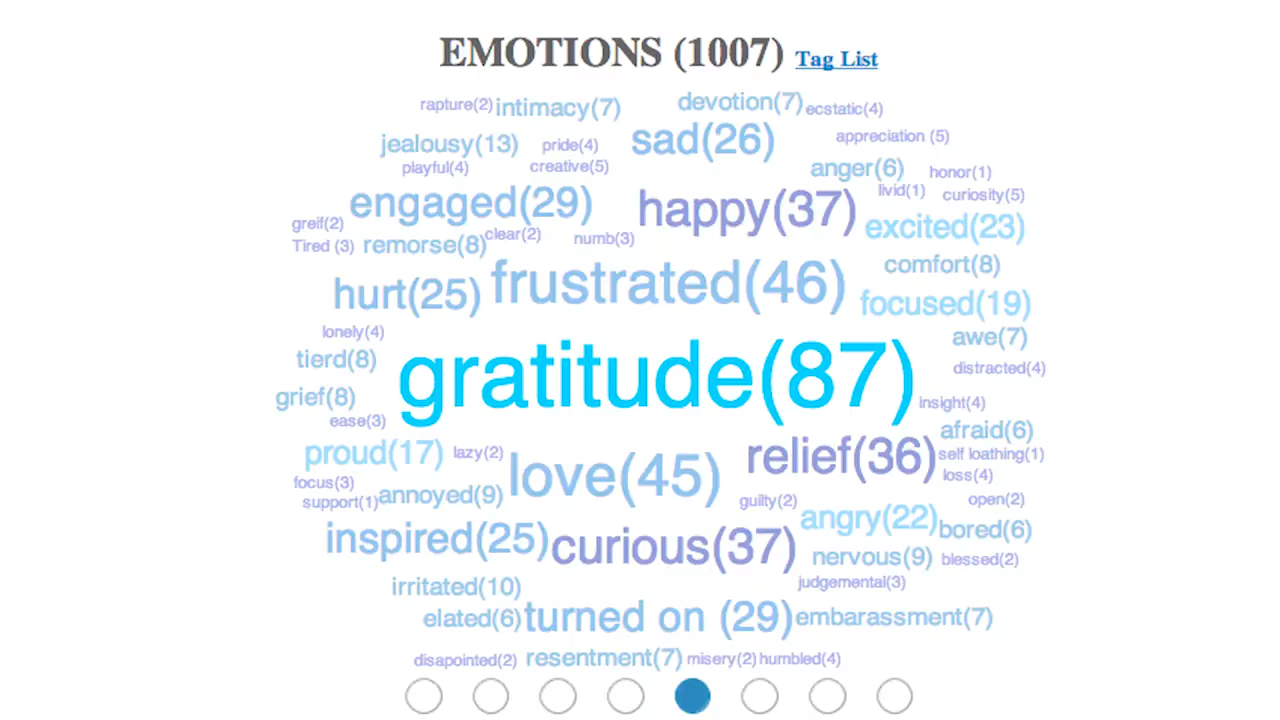 EMOTIONS (1007) Tag List
rapture(2) intimacy(7) devotion(7) ecstatic(4)
jealousy(13) pride(4) sad(26) appreciation (5)
playful(4) creative(5) anger(6) honor(1)
engaged(29) happy(37) livid(1) curiosity(5)
greif(2) clear(2) numb(3) excited(23)
Tired (3) remorse(8) comfort(8)
hurt(25) frustrated(46) focused(19)
lonely(4) awe(7)
tierd(8) gratitude(87) distracted(4)
grief(8) insight(4)
ease(3) afraid(6)
proud(17) lazy(2) love(45) relief(36) self loathing(1)
focus(3) loss(4)
support(1) annoyed(9) guilty(2) open(2)
inspired(25) curious(37) angry(22) bored(6)
nervous(9) blessed(2)
irritated(10) judgemental(3)
elated(6) turned on (29) embarassment(7)
disapointed(2) resentment(7) misery(2) humbled(4)